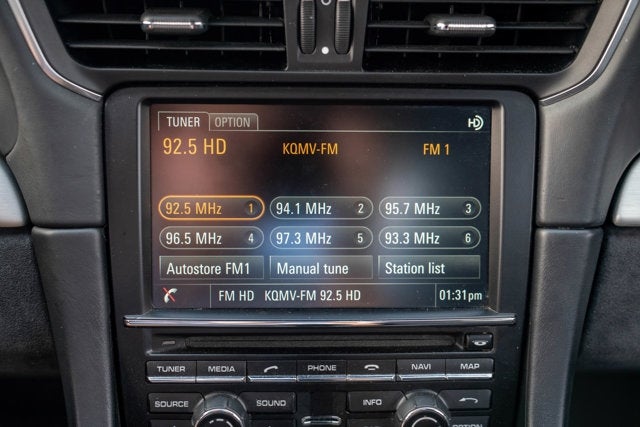 TUNER OPTION
HD
92.5 HD KQMV-FM FM 1
92.5 MHz 1 94.1 MHz 2 95.7 MHz 3
96.5 MHz 4 97.3 MHz 5 93.3 MHz 6
Autostore FM1 Manual tune Station list
FM HD KQMV-FM 92.5 HD 01:31pm
TUNER MEDIA PHONE NAVI MAP
SOURCE SOUND INFO
OPTION